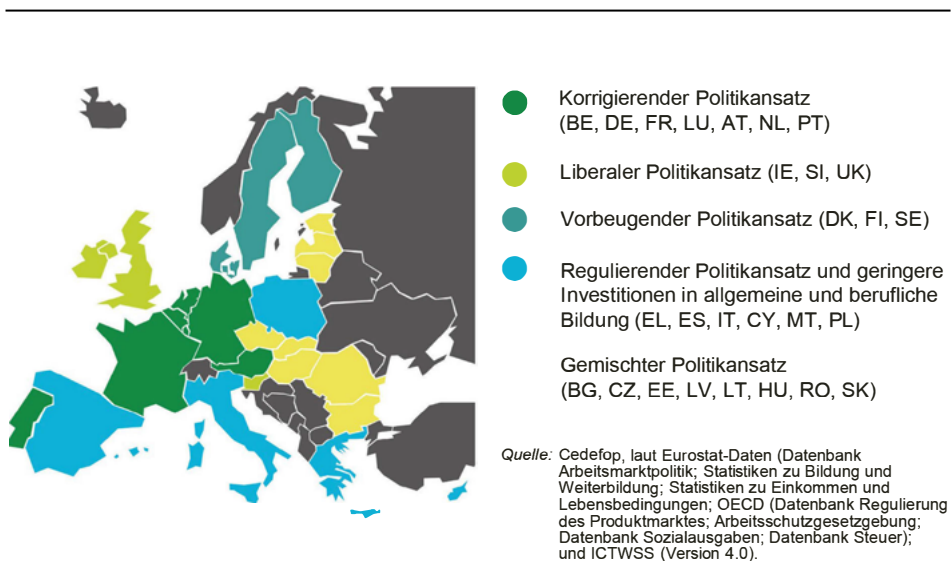 Korrigierender Politikansatz
(BE, DE, FR, LU, AT, NL, PT)
Liberaler Politikansatz (IE, SI, UK)
Vorbeugender Politikansatz (DK, FI, SE)
Regulierender Politikansatz und geringere
Investitionen in allgemeine und berufliche
Bildung (EL, ES, IT, CY, MT, PL)
Gemischter Politikansatz
(BG, CZ, EE, LV, LT, HU, RO, SK)
Quelle: Cedefop, laut Eurostat-Daten (Datenbank
Arbeitsmarktpolitik; Statistiken zu Bildung und
Weiterbildung; Statistiken zu Einkommen und
Lebensbedingungen; OECD (Datenbank Regulierung
des Produktmarktes; Arbeitsschutzgesetzgebung;
Datenbank Sozialausgaben; Datenbank Steuer);
und ICTWSS (Version 4.0).